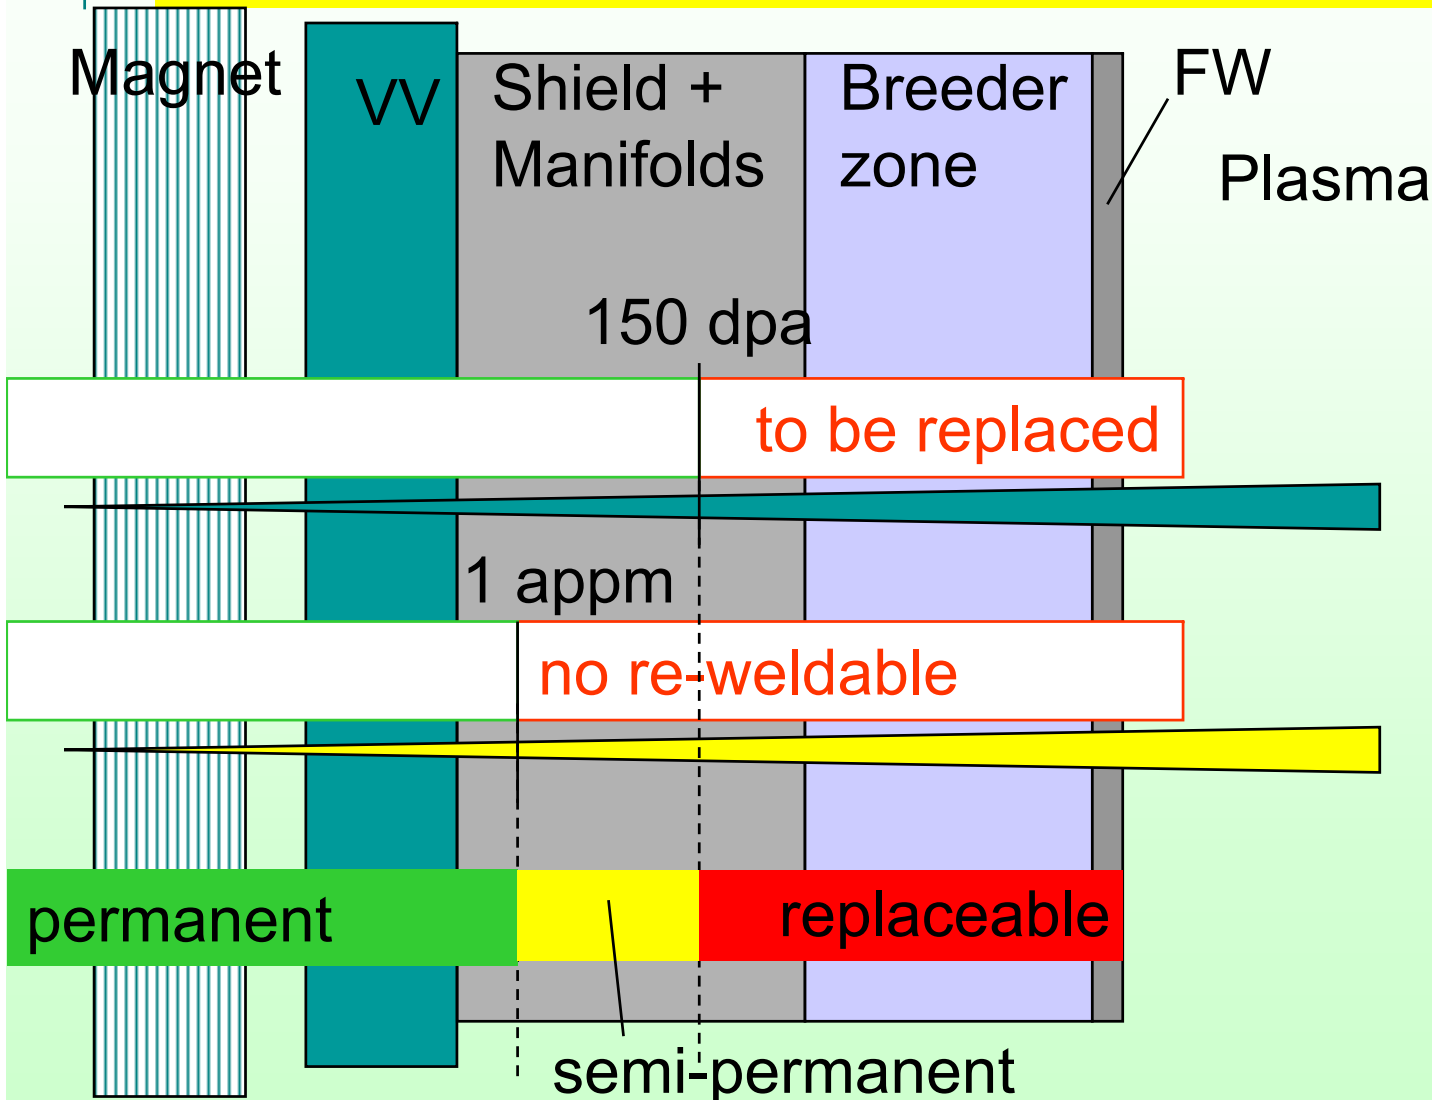 Magnet
VV
Shield +
Manifolds
Breeder
zone
FW
Plasma
150 dpa
to be replaced
1 appm
no re-weldable
permanent
replaceable
semi-permanent